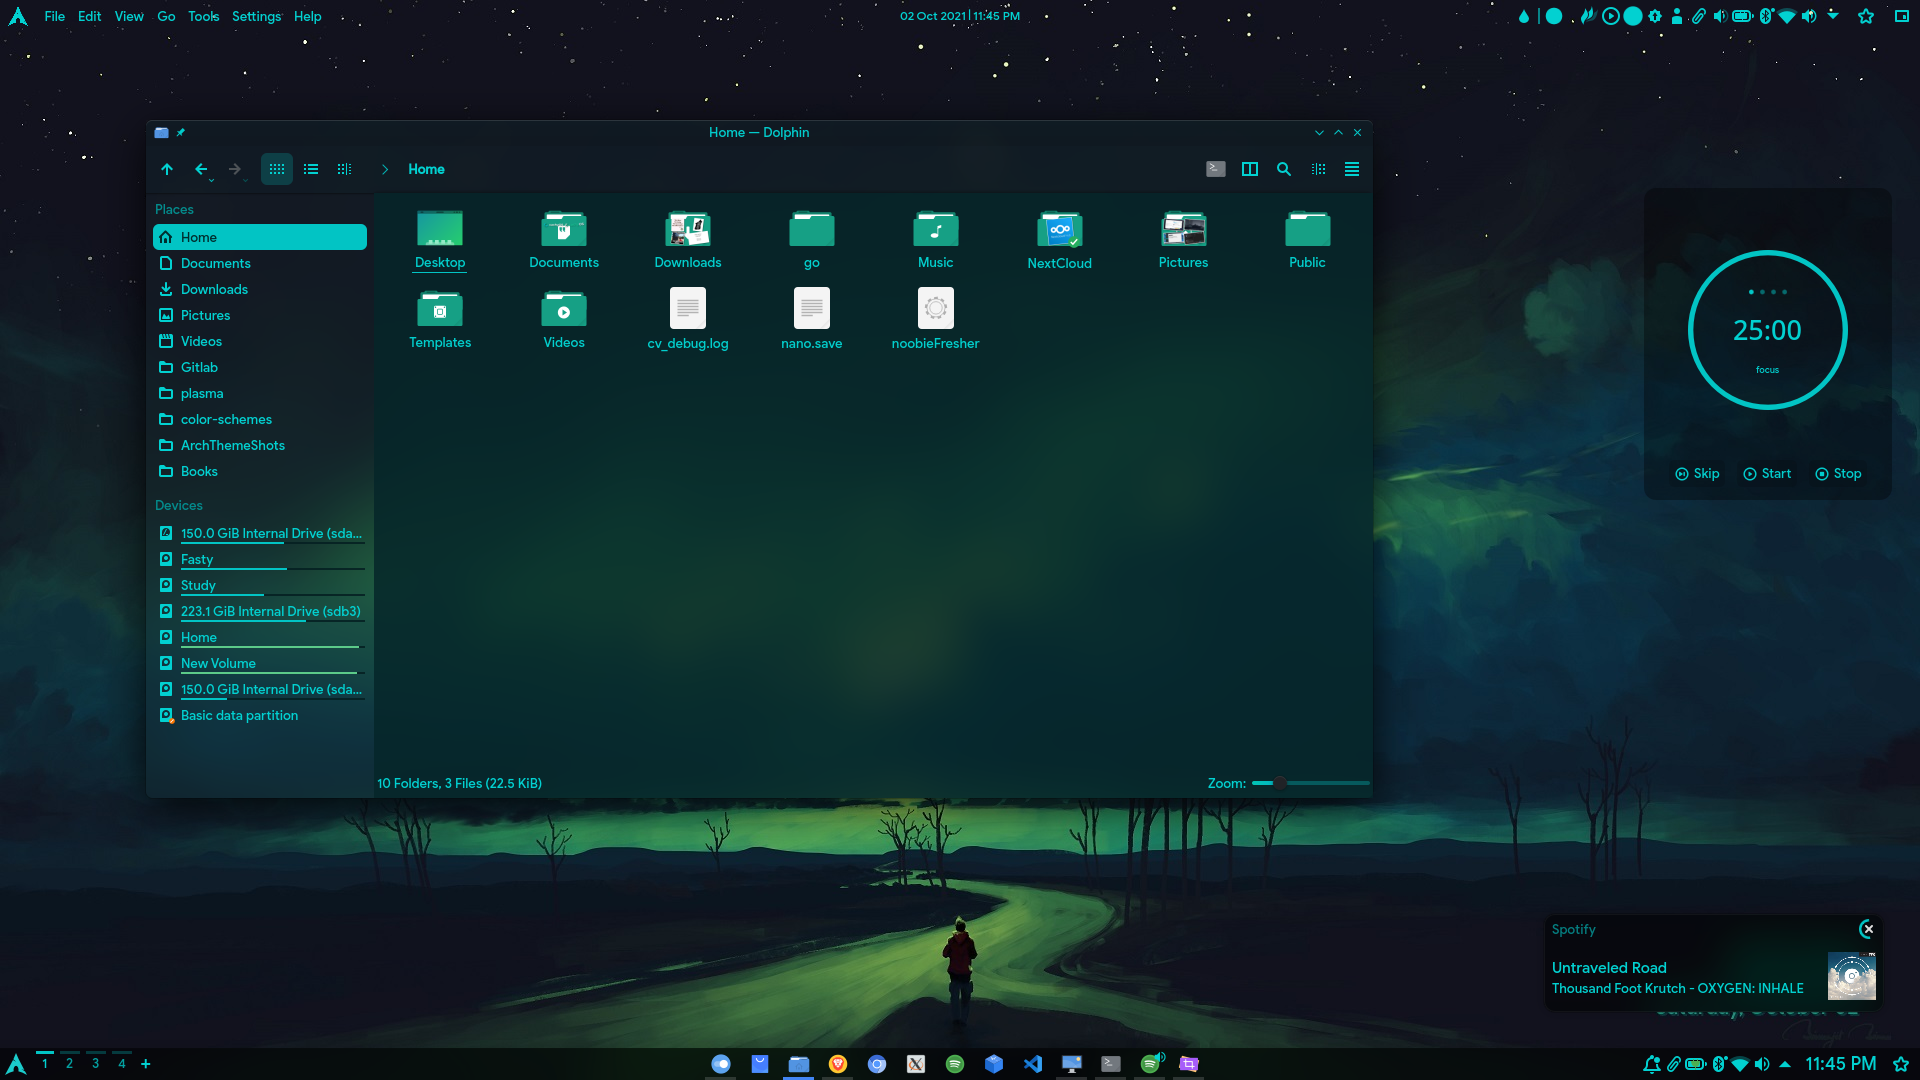 File Edit View Go Tools Settings Help
02 Oct 2021 | 11:45 PM
Home — Dolphin
Home
Places
Home
Documents
Downloads
Pictures
Videos
Gitlab
plasma
color-schemes
ArchThemeShots
Books
Devices
150.0 GiB Internal Drive (sda...
Fasty
Study
223.1 GiB Internal Drive (sdb3)
Home
New Volume
150.0 GiB Internal Drive (sda...
Basic data partition
Desktop Documents Downloads go Music NextCloud Pictures Public
Templates Videos cv_debug.log nano.save noobieFresher
10 Folders, 3 Files (22.5 KiB)
Zoom:
25:00
focus
Skip Start Stop
Spotify
Untraveled Road
Thousand Foot Krutch - OXYGEN: INHALE
Saturday, October 02
1 2 3 4 +
11:45 PM